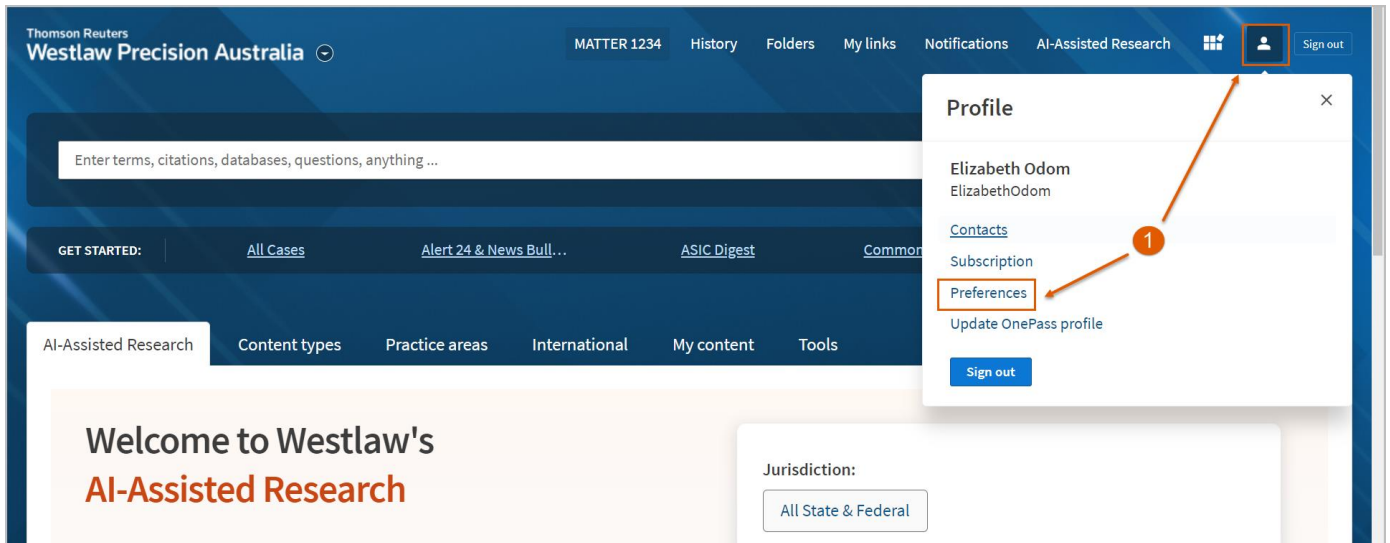 Thomson Reuters
Westlaw Precision Australia
MATTER 1234 History Folders My links Notifications AI-Assisted Research Sign out
Profile
Enter terms, citations, databases, questions, anything ...
Elizabeth Odom
ElizabethOdom
Contacts
GET STARTED: All Cases Alert 24 & News Bull... ASIC Digest Common
1
Subscription
Preferences
Update OnePass profile
Sign out
AI-Assisted Research Content types Practice areas International My content Tools
Welcome to Westlaw's
AI-Assisted Research
Jurisdiction:
All State & Federal